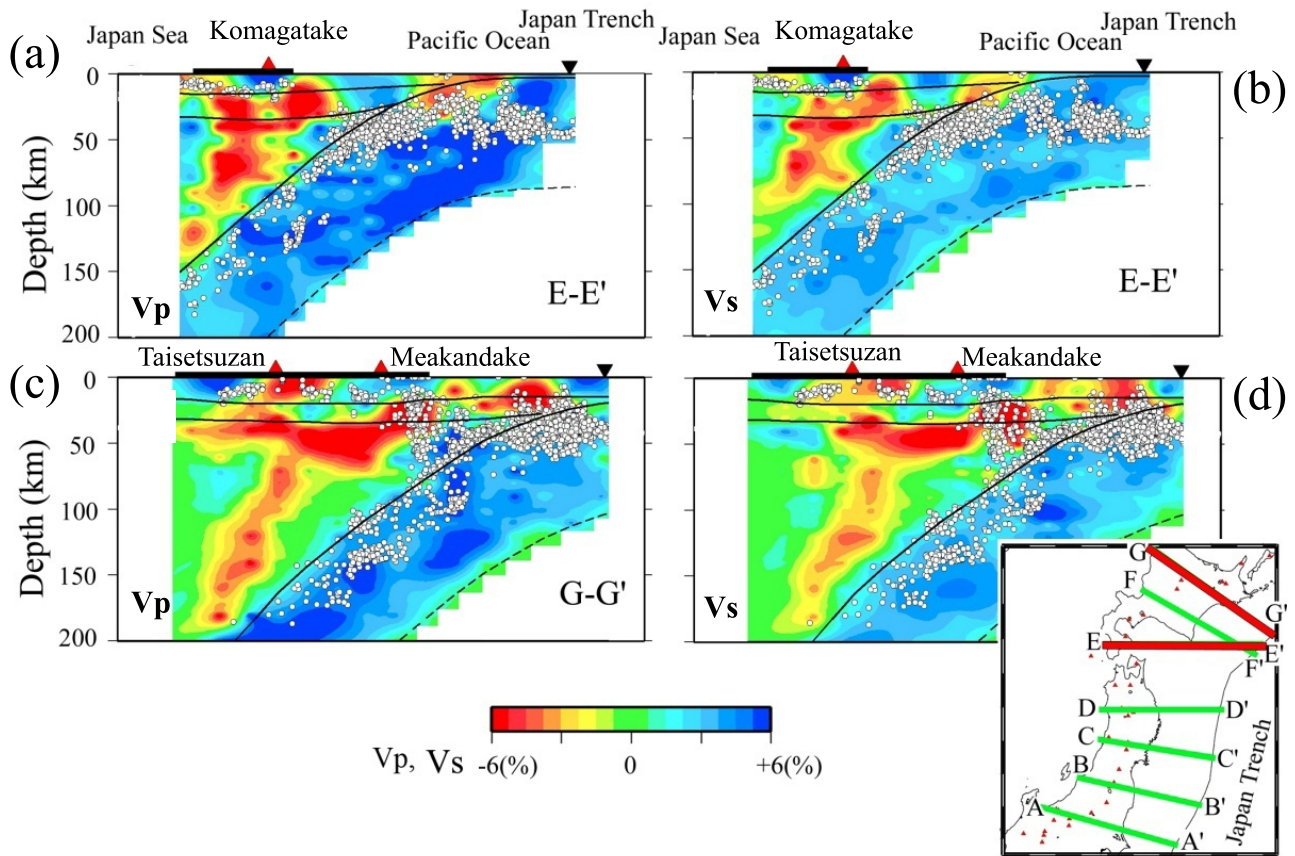 (a)
Japan Sea
Komagatake
Pacific Ocean
Japan Trench
Depth (km)
0
50
100
150
200
Vp
E-E'
Japan Sea
Komagatake
Pacific Ocean
Japan Trench
(b)
Vs
E-E'
(c)
Taisetsuzan
Meakandake
Depth (km)
0
50
100
150
200
Vp
G-G'
Taisetsuzan
Meakandake
(d)
Vs
G
F
G'
E
E'
F'
D
D'
C
C'
B
B'
A
A'
Japan Trench
Vp, Vs -6(%) 0 +6(%)